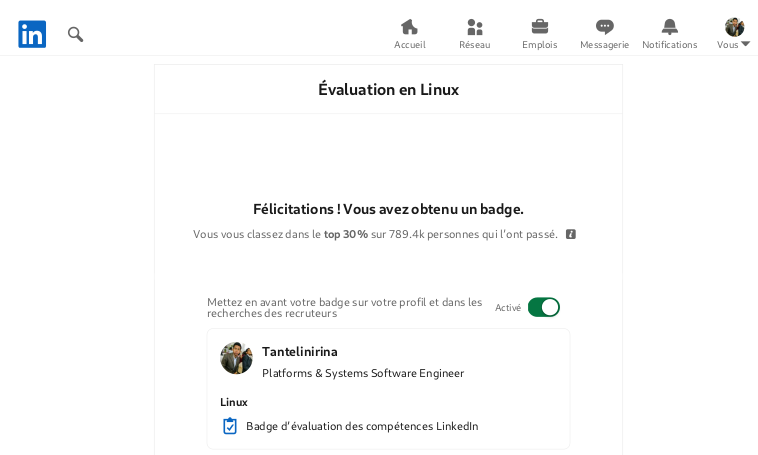 in
Accueil
Réseau
Emplois
Messagerie
Notifications
Vous
Évaluation en Linux
Félicitations ! Vous avez obtenu un badge.
Vous vous classez dans le top 30 % sur 789.4k personnes qui l'ont passé.
Mettez en avant votre badge sur votre profil et dans les
recherches des recruteurs
Activé
Tantelinirina
Platforms & Systems Software Engineer
Linux
Badge d'évaluation des compétences LinkedIn